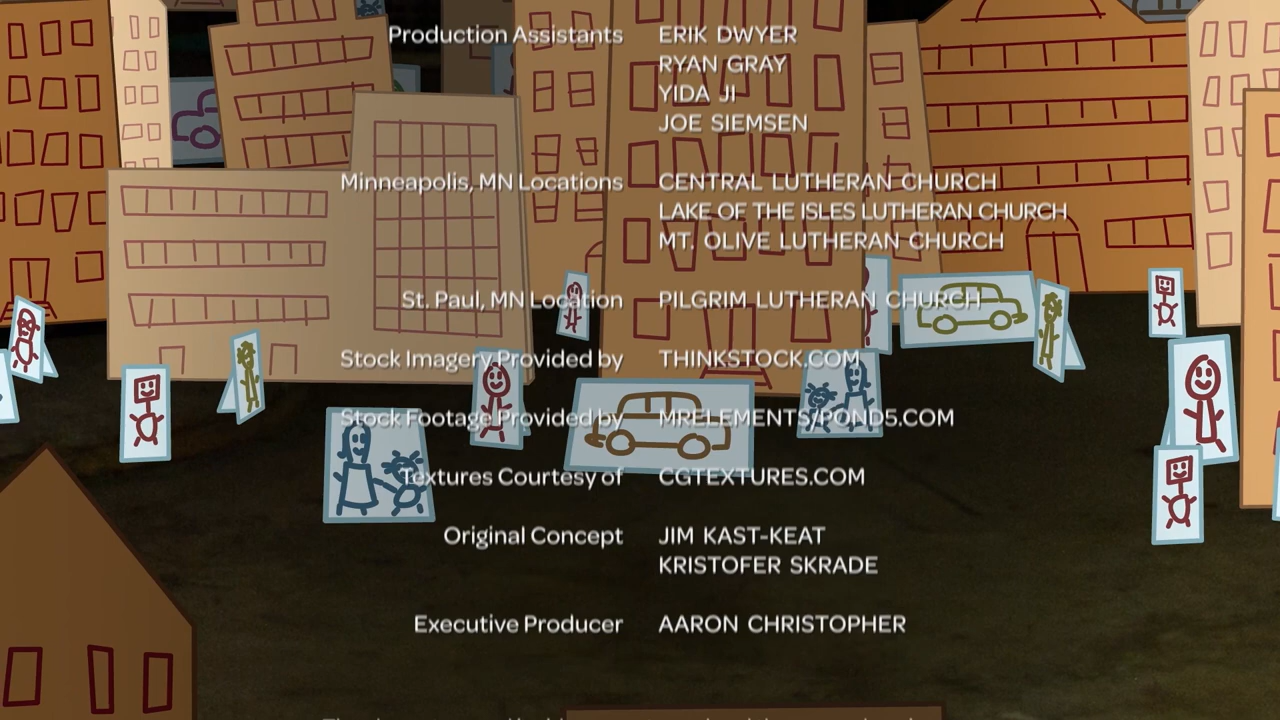 Production Assistants ERIK DWYER
RYAN GRAY
YIDA JI
JOE SIEMSEN
Minneapolis, MN Locations CENTRAL LUTHERAN CHURCH
LAKE OF THE ISLES LUTHERAN CHURCH
MT. OLIVE LUTHERAN CHURCH
St. Paul, MN Location PILGRIM LUTHERAN CHURCH
Stock Imagery Provided by THINKSTOCK.COM
Stock Footage Provided by MRELEMENTS/POND5.COM
Textures Courtesy of CGTEXTURES.COM
Original Concept JIM KAST-KEAT
KRISTOFER SKRADE
Executive Producer AARON CHRISTOPHER